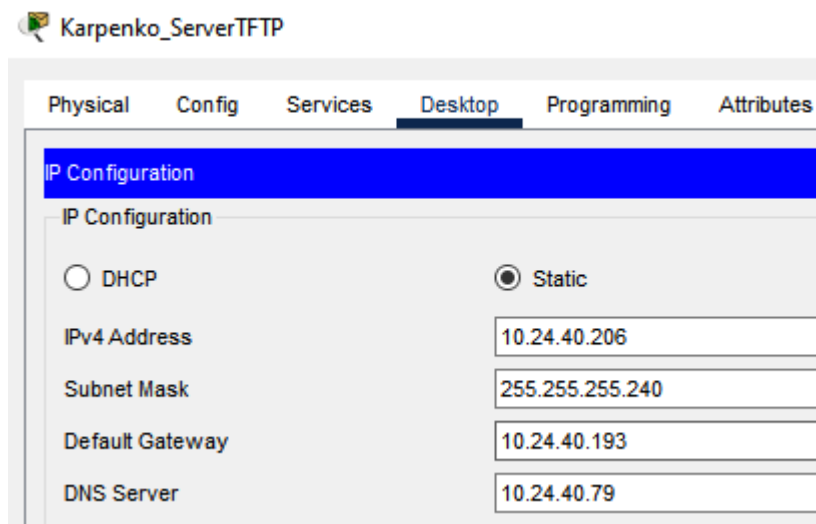 Karpenko_ServerTFTP
Physical Config Services Desktop Programming Attributes
IP Configuration
IP Configuration
DHCP Static
IPv4 Address 10.24.40.206
Subnet Mask 255.255.255.240
Default Gateway 10.24.40.193
DNS Server 10.24.40.79